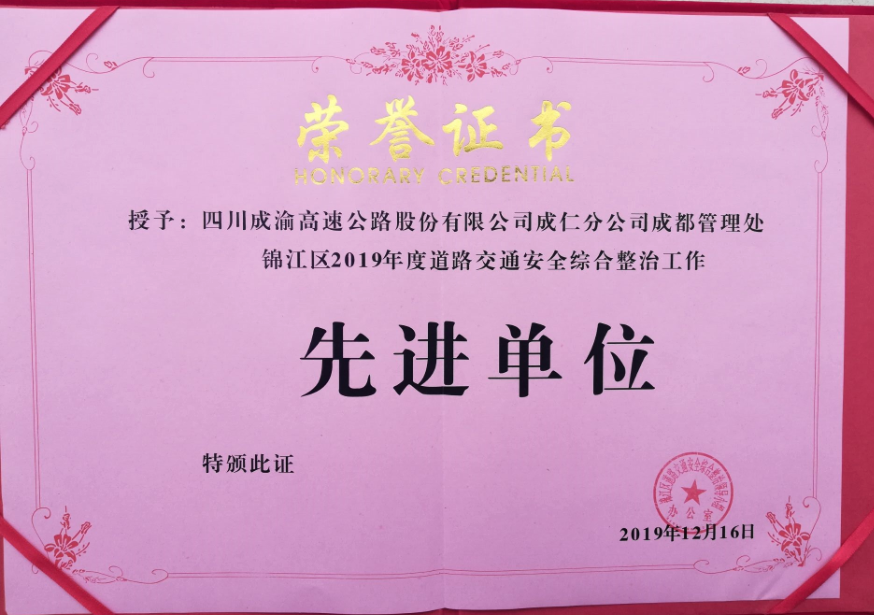 荣誉证书
HONORARY CREDENTIAL
授予：四川成渝高速公路股份有限公司成仁分公司成都管理处
锦江区2019年度道路交通安全综合整治工作
先进单位
特颁此证
办公室
2019年12月16日